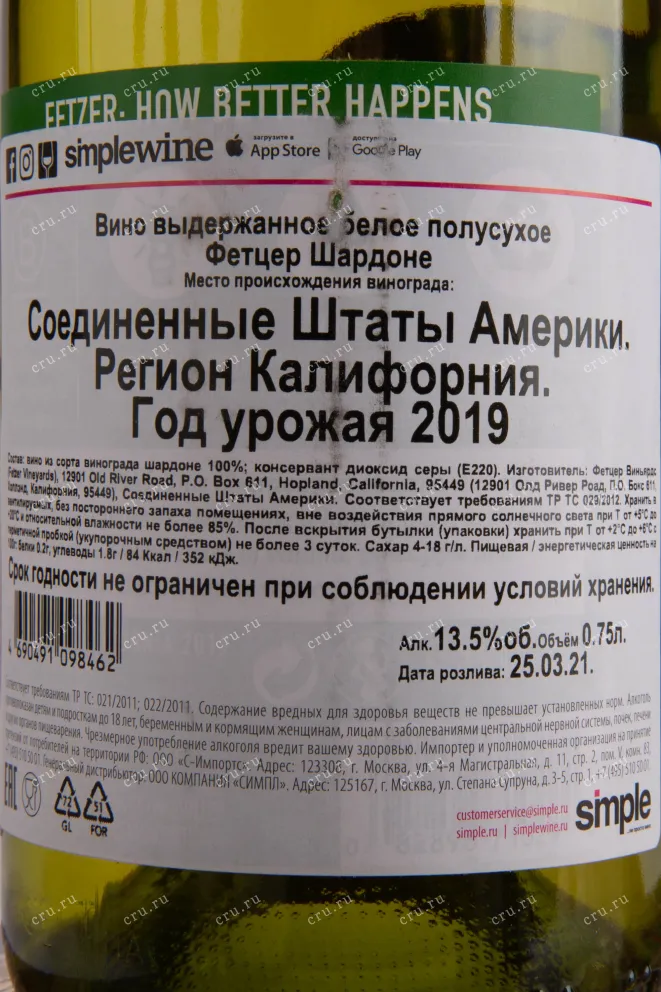 FETZER: HOW BETTER HAPPENS
simplewine загрузите в App Store доступно на Google Play
Вино выдержанное белое полусухое
Фетцер Шардоне
Место происхождения винограда:
Соединенные Штаты Америки.
Регион Калифорния.
Год урожая 2019
Состав: вино из сорта винограда шардоне 100%; консервант диоксид серы (E220). Изготовитель: Фетцер Виньярдс
(Fetzer Vineyards), 12901 Old River Road, P.O. Box 611, Hopland, California, 95449 (12901 Олд Ривер Роад, П.О. Бокс 611,
Хопланд, Калифорния, 95449), Соединенные Штаты Америки. Соответствует требованиям ТР ТС 029/2012. Хранить в
вентилируемых, без постороннего запаха помещениях, вне воздействия прямого солнечного света при Т от +5°С до
+20°С и относительной влажности не более 85%. После вскрытия бутылки (упаковки) хранить при Т от +2°С до +6°С с
герметичной пробкой (укупорочным средством) не более 3 суток. Сахар 4-18 г/л. Пищевая / энергетическая ценность на
100г: белки 0.2г, углеводы 1.8г / 84 Ккал / 352 кДж.
Срок годности не ограничен при соблюдении условий хранения.
4 690491 098462
Алк. 13.5%об. Объём 0.75л.
Дата розлива: 25.03.21.
Соответствует требованиям ТР ТС: 021/2011; 022/2011. Содержание вредных для здоровья веществ не превышает установленных норм. Алкоголь
противопоказан детям и подросткам до 18 лет, беременным и кормящим женщинам, лицам с заболеваниями центральной нервной системы, почек, печени
и других органов пищеварения. Чрезмерное употребление алкоголя вредит вашему здоровью. Импортер и уполномоченная организация на принятие
претензий от потребителей на территории РФ: ООО «С-Импортс». Адрес: 123308, г. Москва, ул. 4-я Магистральная, д. 11, стр. 2, пом. V, комн. 83,
+7 (495) 510 50 01. Генеральный дистрибьютор: ООО КОМПАНИЯ «СИМПЛ». Адрес: 125167, г. Москва, ул. Степана Супруна, д. 3-5, стр. 1, +7 (495) 510 50 01.
EAC 72 GL 51 FOR
customerservice@simple.ru
simple.ru | simplewine.ru
simple